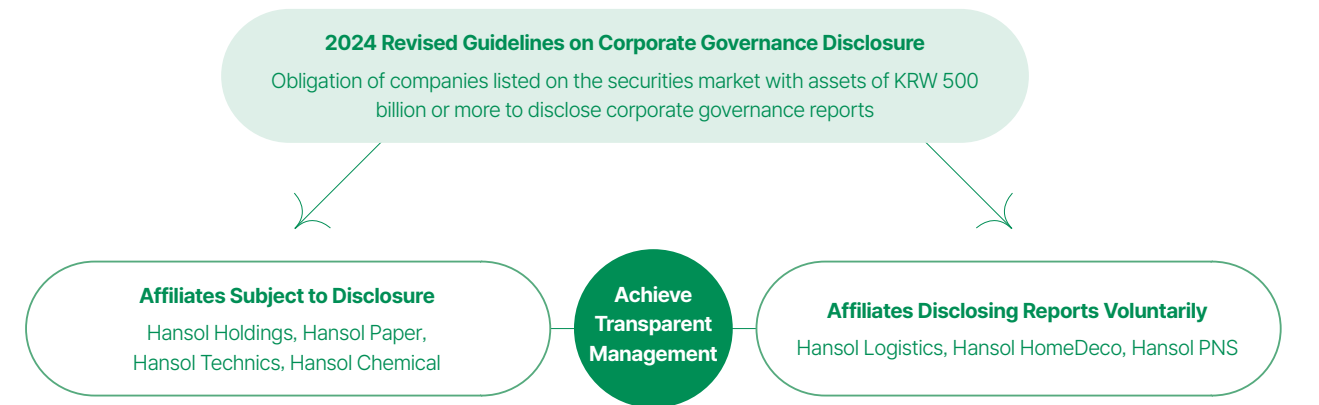 2024 Revised Guidelines on Corporate Governance Disclosure
Obligation of companies listed on the securities market with assets of KRW 500
billion or more to disclose corporate governance reports
Affiliates Subject to Disclosure
Hansol Holdings, Hansol Paper,
Hansol Technics, Hansol Chemical
Achieve
Transparent
Management
Affiliates Disclosing Reports Voluntarily
Hansol Logistics, Hansol HomeDeco, Hansol PNS